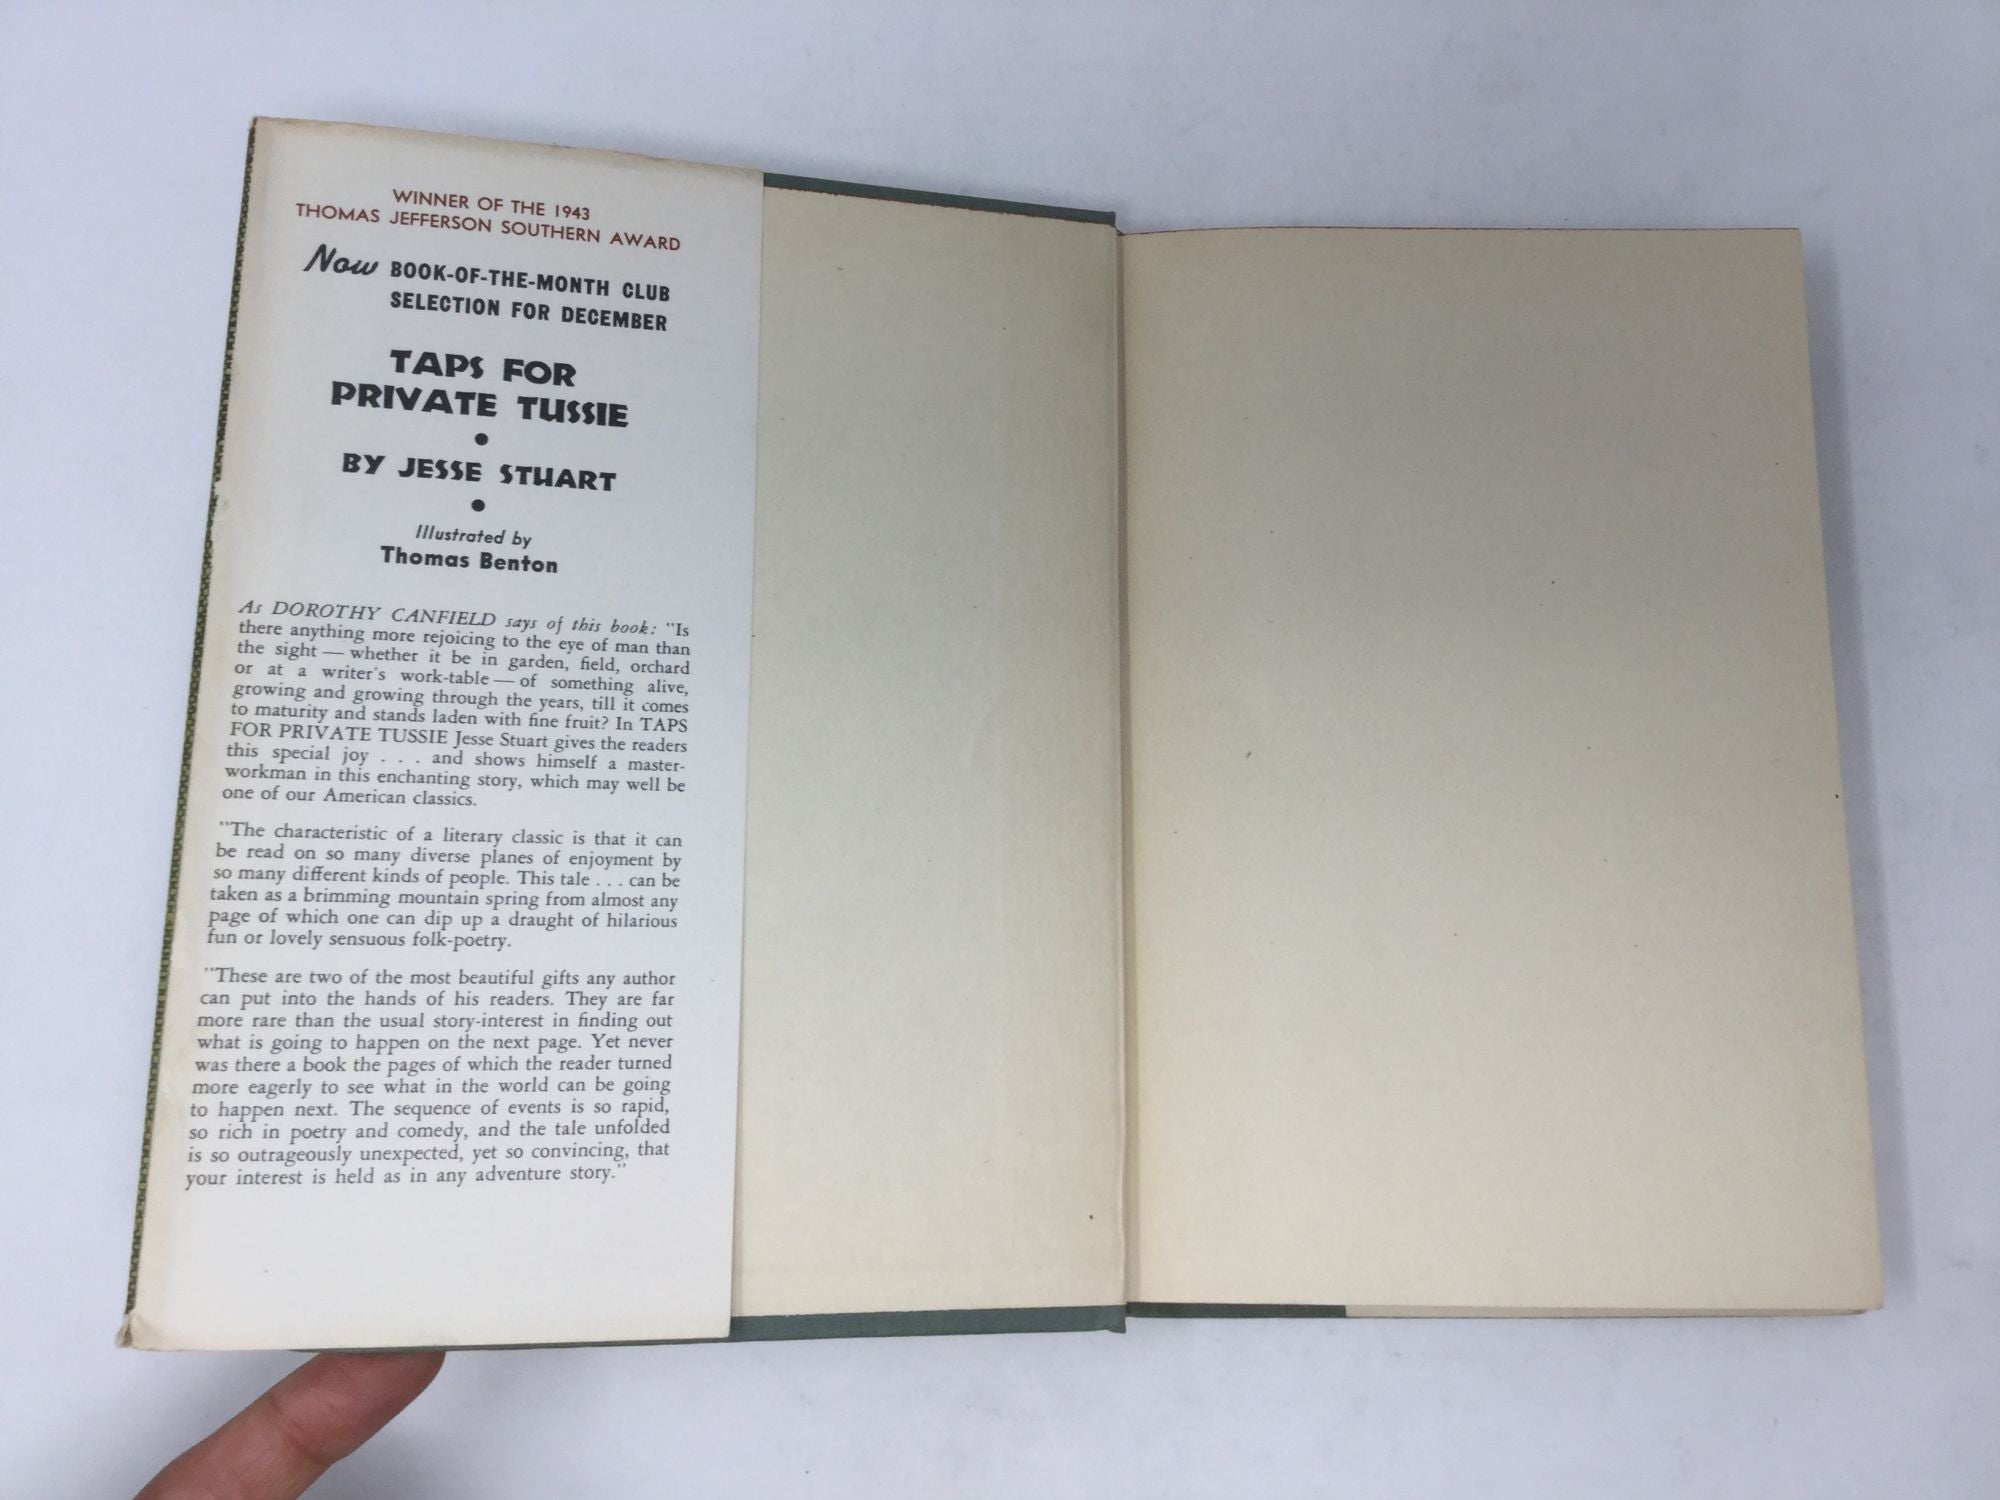 WINNER OF THE 1943
THOMAS JEFFERSON SOUTHERN AWARD
Now BOOK-OF-THE-MONTH CLUB
SELECTION FOR DECEMBER
TAPS FOR
PRIVATE TUSSIE
•
BY JESSE STUART
•
Illustrated by
Thomas Benton
As DOROTHY CANFIELD says of this book: "Is
there anything more rejoicing to the eye of man than
the sight — whether it be in garden, field, orchard
or at a writer's work-table — of something alive,
growing and growing through the years, till it comes
to maturity and stands laden with fine fruit? In TAPS
FOR PRIVATE TUSSIE Jesse Stuart gives the readers
this special joy . . . and shows himself a master-
workman in this enchanting story, which may well be
one of our American classics.
"The characteristic of a literary classic is that it can
be read on so many diverse planes of enjoyment by
so many different kinds of people. This tale . . . can be
taken as a brimming mountain spring from almost any
page of which one can dip up a draught of hilarious
fun or lovely sensuous folk-poetry.
"These are two of the most beautiful gifts any author
can put into the hands of his readers. They are far
more rare than the usual story-interest in finding out
what is going to happen on the next page. Yet never
was there a book the pages of which the reader turned
more eagerly to see what in the world can be going
to happen next. The sequence of events is so rapid,
so rich in poetry and comedy, and the tale unfolded
is so outrageously unexpected, yet so convincing, that
your interest is held as in any adventure story."